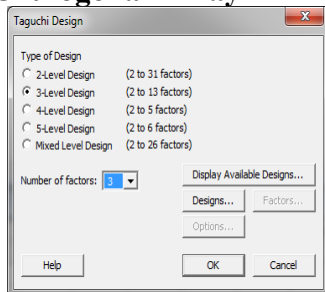 Taguchi Design
Type of Design
2-Level Design (2 to 31 factors)
3-Level Design (2 to 13 factors)
4-Level Design (2 to 5 factors)
5-Level Design (2 to 6 factors)
Mixed Level Design (2 to 26 factors)
Number of factors: 3
Display Available Designs...
Designs... Factors...
Options...
Help OK Cancel